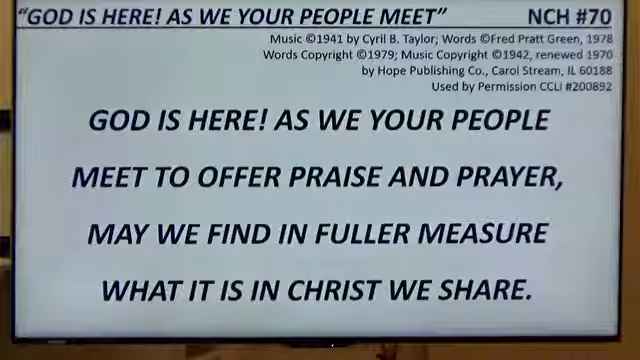 "GOD IS HERE! AS WE YOUR PEOPLE MEET" NCH #70
Music ©1941 by Cyril B. Taylor; Words ©Fred Pratt Green, 1978
Words Copyright ©1979; Music Copyright ©1942, renewed 1970
by Hope Publishing Co., Carol Stream, IL 60188
Used by Permission CCLI #200892
GOD IS HERE! AS WE YOUR PEOPLE
MEET TO OFFER PRAISE AND PRAYER,
MAY WE FIND IN FULLER MEASURE
WHAT IT IS IN CHRIST WE SHARE.